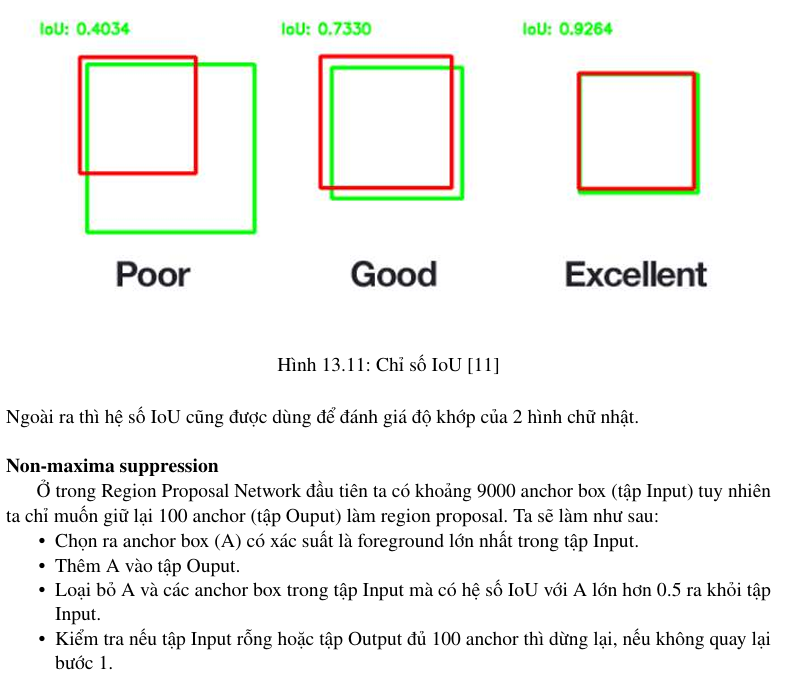 IoU: 0.4034 IoU: 0.7330 IoU: 0.9264
Poor Good Excellent
Hình 13.11: Chỉ số IoU [11]
Ngoài ra thì hệ số IoU cũng được dùng để đánh giá độ khớp của 2 hình chữ nhật.
Non-maxima suppression
Ở trong Region Proposal Network đầu tiên ta có khoảng 9000 anchor box (tập Input) tuy nhiên
ta chỉ muốn giữ lại 100 anchor (tập Ouput) làm region proposal. Ta sẽ làm như sau:
• Chọn ra anchor box (A) có xác suất là foreground lớn nhất trong tập Input.
• Thêm A vào tập Ouput.
• Loại bỏ A và các anchor box trong tập Input mà có hệ số IoU với A lớn hơn 0.5 ra khỏi tập
Input.
• Kiểm tra nếu tập Input rỗng hoặc tập Output đủ 100 anchor thì dừng lại, nếu không quay lại
bước 1.